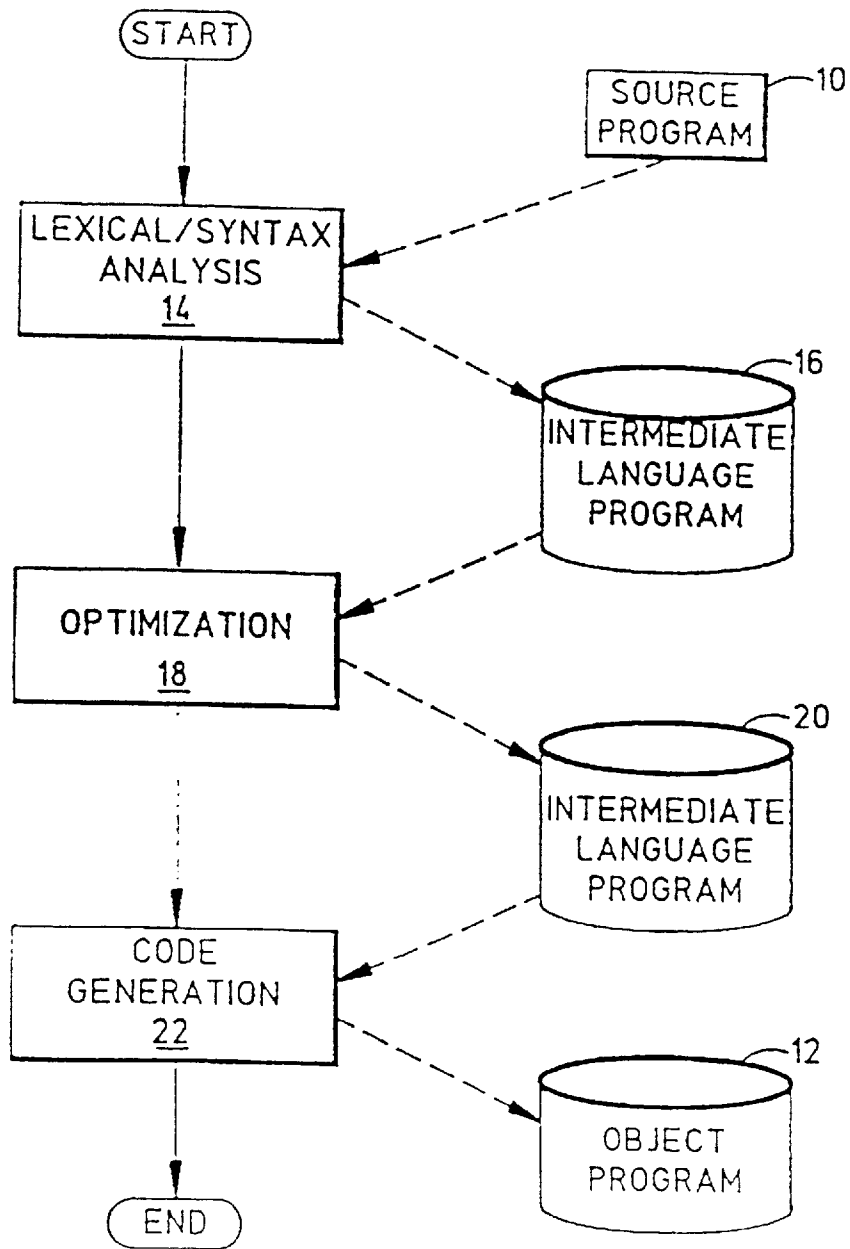 START
SOURCE
PROGRAM
10
LEXICAL/SYNTAX
ANALYSIS
14
16
INTERMEDIATE
LANGUAGE
PROGRAM
OPTIMIZATION
18
20
INTERMEDIATE
LANGUAGE
PROGRAM
CODE
GENERATION
22
12
OBJECT
PROGRAM
END